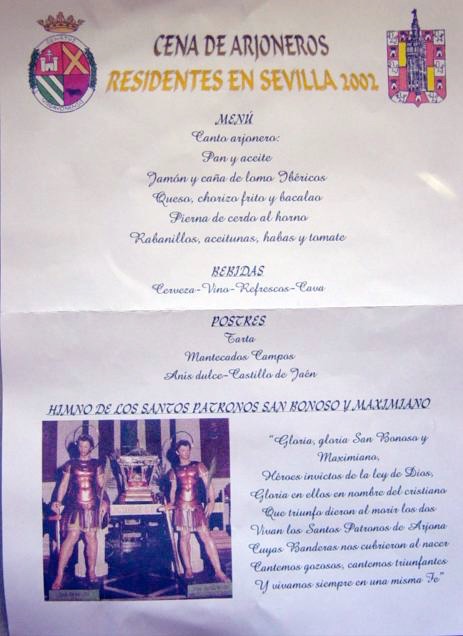 CENA DE ARJONEROS
RESIDENTES EN SEVILLA 2002
MENÚ
Canto arjonero:
Pan y aceite
Jamón y caña de lomo Ibéricos
Queso, chorizo frito y bacalao
Pierna de cerdo al horno
Rabanillos, aceitunas, habas y tomate
BEBIDAS
Cerveza-Vino-Refrescos-Cava
POSTRES
Tarta
Mantecados Campos
Anís dulce-Castillo de Jaén
HIMNO DE LOS SANTOS PATRONOS SAN BONOSO Y MAXIMIANO
“Gloria, gloria San Bonoso y
Maximiano,
Héroes invictos de la ley de Dios,
Gloria en ellos en nombre del cristiano
Que triunfo dieron al morir los dos
Vivan los Santos Patronos de Arjona
Cuyas Banderas nos cubrieron al nacer
Cantemos gozosos, cantemos triunfantes
Y vivamos siempre en una misma Fe”